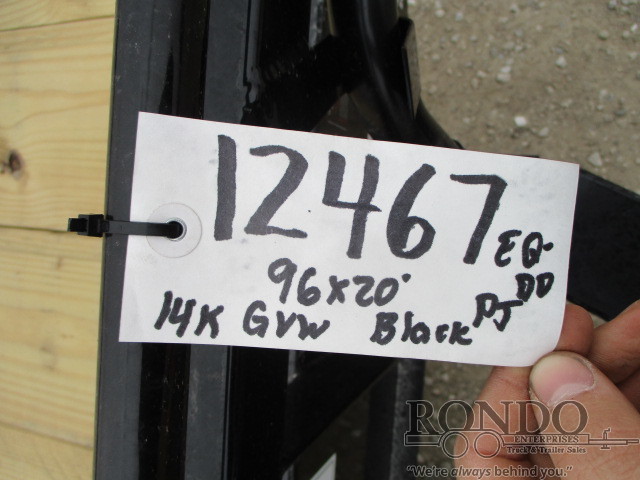 12467 EQ-
96x20' DD
14K GVW Black PJ
RONDO
ENTERPRISES
Truck & Trailer Sales
"We're always behind you."